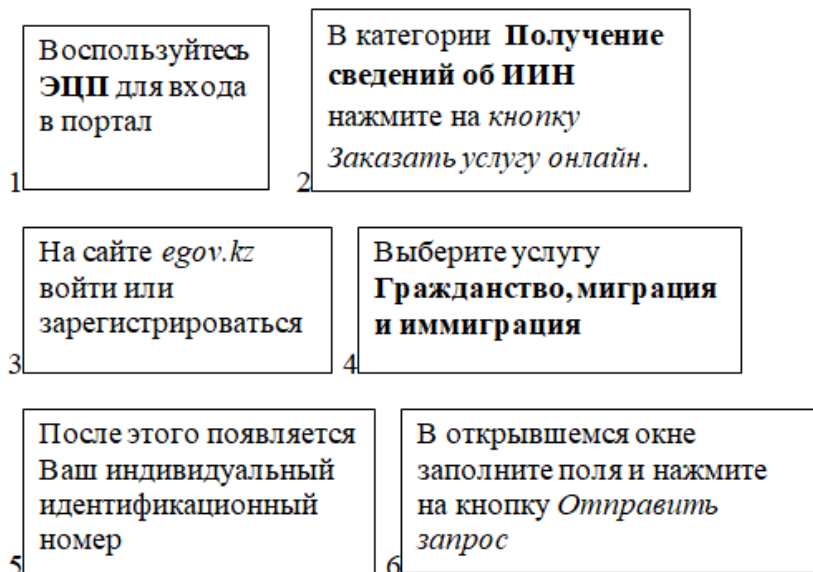 Воспользуйтесь
ЭЦП для входа
в портал
1
В категории Получение
сведений об ИИН
нажмите на кнопку
Заказать услугу онлайн.
2
На сайте egov.kz
войти или
зарегистрироваться
3
Выберите услугу
Гражданство, миграция
и иммиграция
4
После этого появляется
Ваш индивидуальный
идентификационный
номер
5
В открывшемся окне
заполните поля и нажмите
на кнопку Отправить
запрос
6